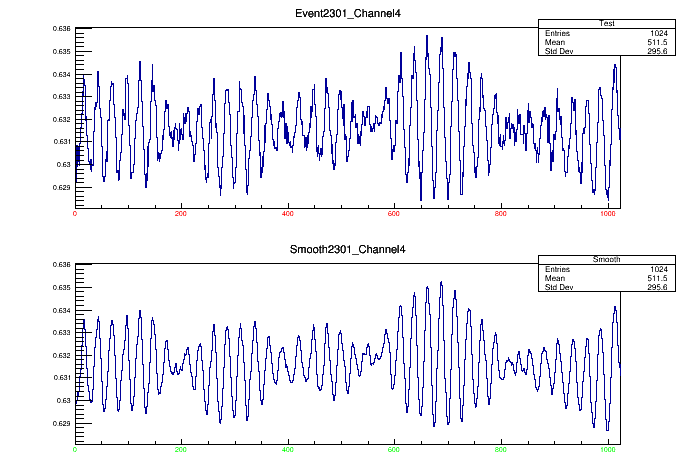 Event2301_Channel4
Test
Entries 1024
Mean 511.5
Std Dev 295.6
0.636
0.635
0.634
0.633
0.632
0.631
0.63
0.629
0 200 400 600 800 1000
Smooth2301_Channel4
Smooth
Entries 1024
Mean 511.5
Std Dev 295.6
0.636
0.635
0.634
0.633
0.632
0.631
0.63
0.629
0 200 400 600 800 1000